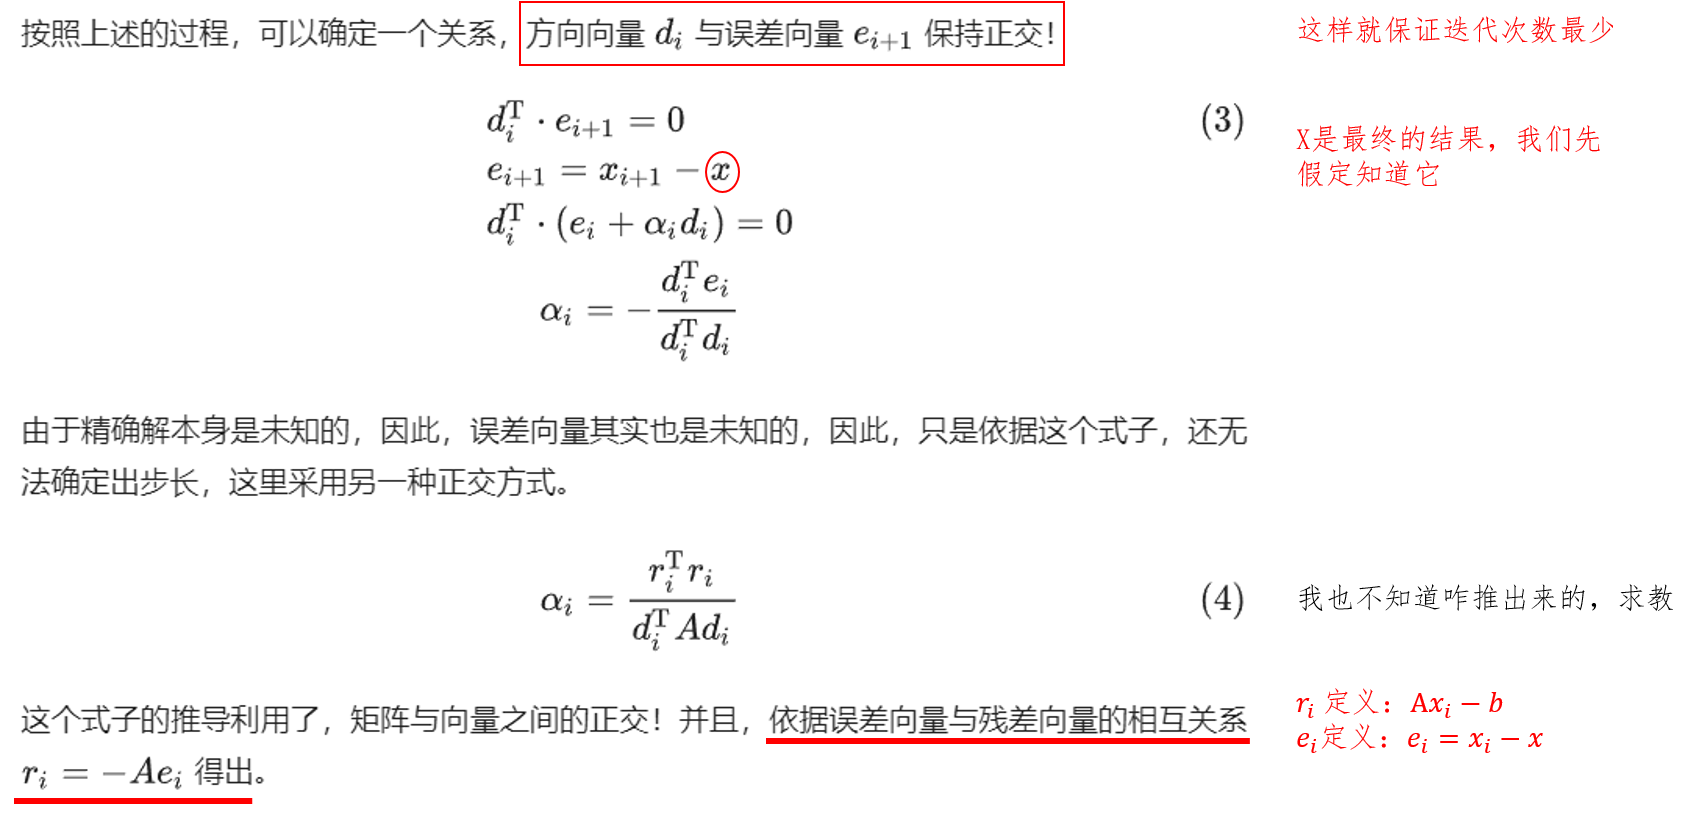 按照上述的过程，可以确定一个关系，方向向量 $d_i$ 与误差向量 $e_{i+1}$ 保持正交！
这样就保证迭代次数最少
$d_i^{\mathrm{T}} \cdot e_{i+1} = 0$ (3)
$e_{i+1} = x_{i+1} - x$
X是最终的结果，我们先
假定知道它
$d_i^{\mathrm{T}} \cdot (e_i + \alpha_i d_i) = 0$
$\alpha_i = -\frac{d_i^{\mathrm{T}} e_i}{d_i^{\mathrm{T}} d_i}$
由于精确解本身是未知的，因此，误差向量其实也是未知的，因此，只是依据这个式子，还无
法确定出步长，这里采用另一种正交方式。
$\alpha_i = \frac{r_i^{\mathrm{T}} r_i}{d_i^{\mathrm{T}} A d_i}$ (4)
我也不知道咋推出来的，求教
这个式子的推导利用了，矩阵与向量之间的正交！并且，依据误差向量与残差向量的相互关系
$r_i = -Ae_i$ 得出。
$r_i$ 定义：$\mathrm{A}x_i - b$
$e_i$定义：$e_i = x_i - x$